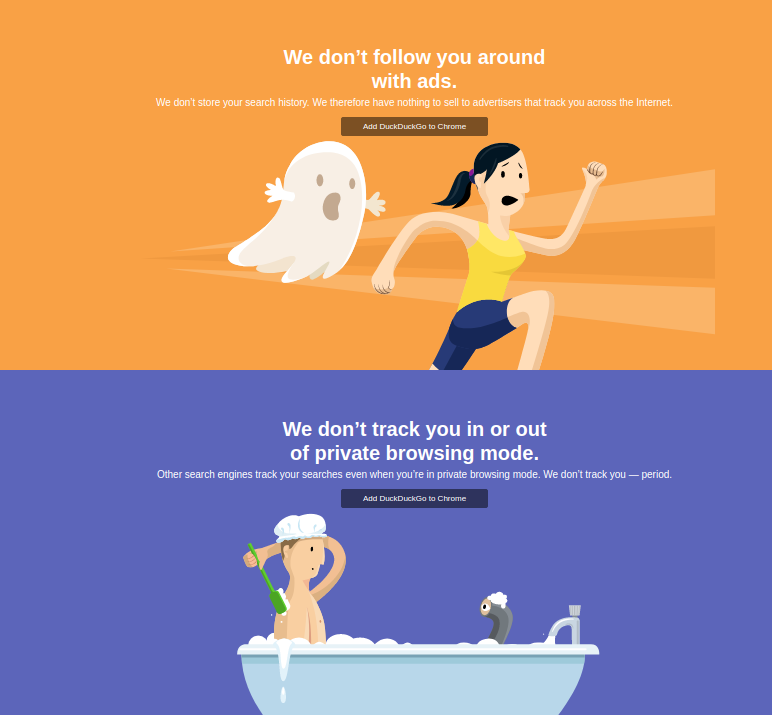 We don’t follow you around
with ads.
We don't store your search history. We therefore have nothing to sell to advertisers that track you across the Internet.
Add DuckDuckGo to Chrome
We don’t track you in or out
of private browsing mode.
Other search engines track your searches even when you're in private browsing mode. We don't track you — period.
Add DuckDuckGo to Chrome